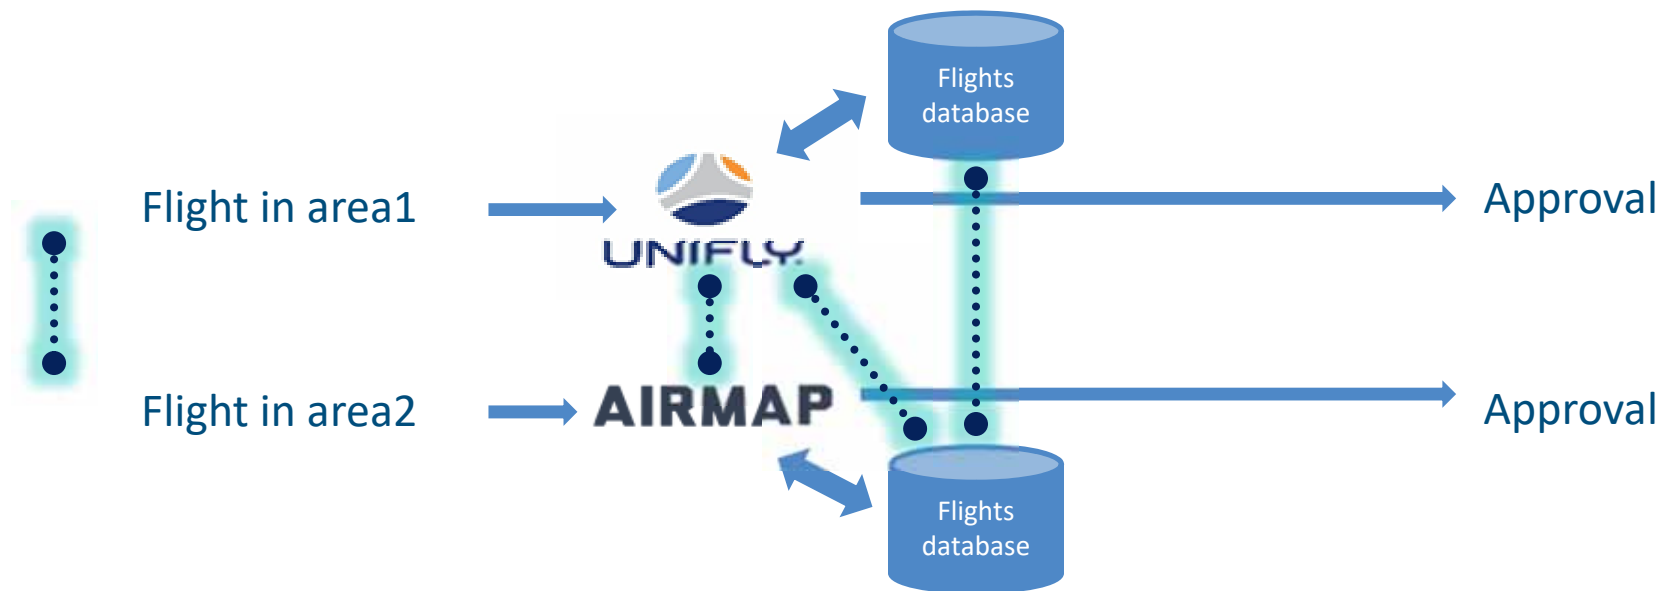 Flights
database
Flight in area1
UNIFLY
Approval
Flight in area2
AIRMAP
Approval
Flights
database